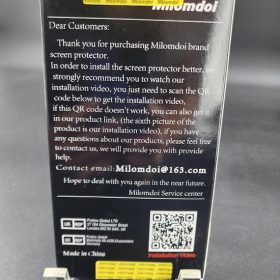 Milomdoi
Dear Customers:
Thank you for purchasing Milomdoi brand
screen protector.
In order to install the screen protector better, we
strongly recommend you to watch our
installation video, you just need to scan the QR
code below to get the installation video,
if this QR code doesn't work, you can also get it
in our product link, (the sixth picture of the
product is our installation video), if you have
any questions about our products, please feel free
to contact us, we will provide you with provide
help.
Contact email:Milomdoi@163.com
Hope to deal with you again in the near future.
Milomdoi Service center
UK REP
EC REP
Made in China
Installation Video